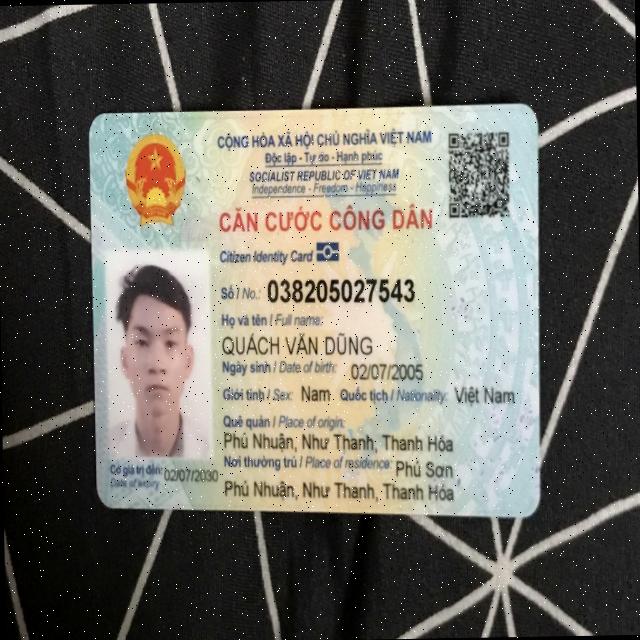 CỘNG HÒA XÃ HỘI CHỦ NGHĨA VIỆT NAM
Độc lập - Tự do - Hạnh phúc
SOCIALIST REPUBLIC OF VIET NAM
Independence - Freedom - Happiness
CĂN CƯỚC CÔNG DÂN
Citizen Identity Card
Số / No.: 038205027543
Họ và tên / Full name:
QUÁCH VĂN DŨNG
Ngày sinh / Date of birth: 02/07/2005
Giới tính / Sex: Nam Quốc tịch / Nationality: Việt Nam
Quê quán / Place of origin:
Phú Nhuận, Như Thanh, Thanh Hóa
Nơi thường trú / Place of residence: Phú Sơn
Phú Nhuận, Như Thanh, Thanh Hóa
Có giá trị đến: 02/07/2030
Date of expiry